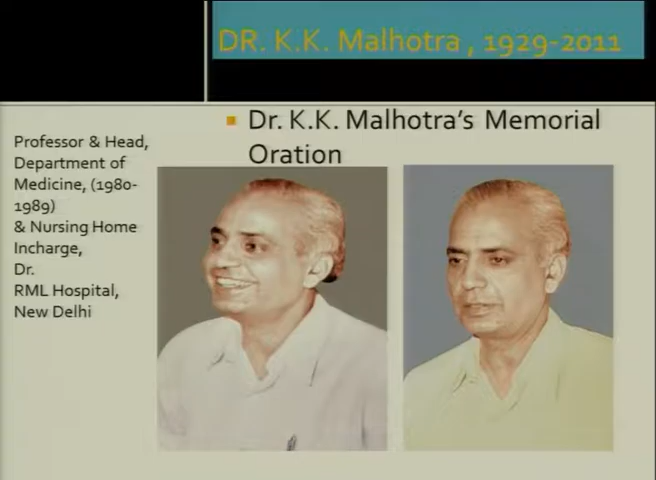 DR. K.K. Malhotra , 1929-2011
Dr. K.K. Malhotra's Memorial
Oration
Professor & Head,
Department of
Medicine, (1980-
1989)
& Nursing Home
Incharge,
Dr.
RML Hospital,
New Delhi